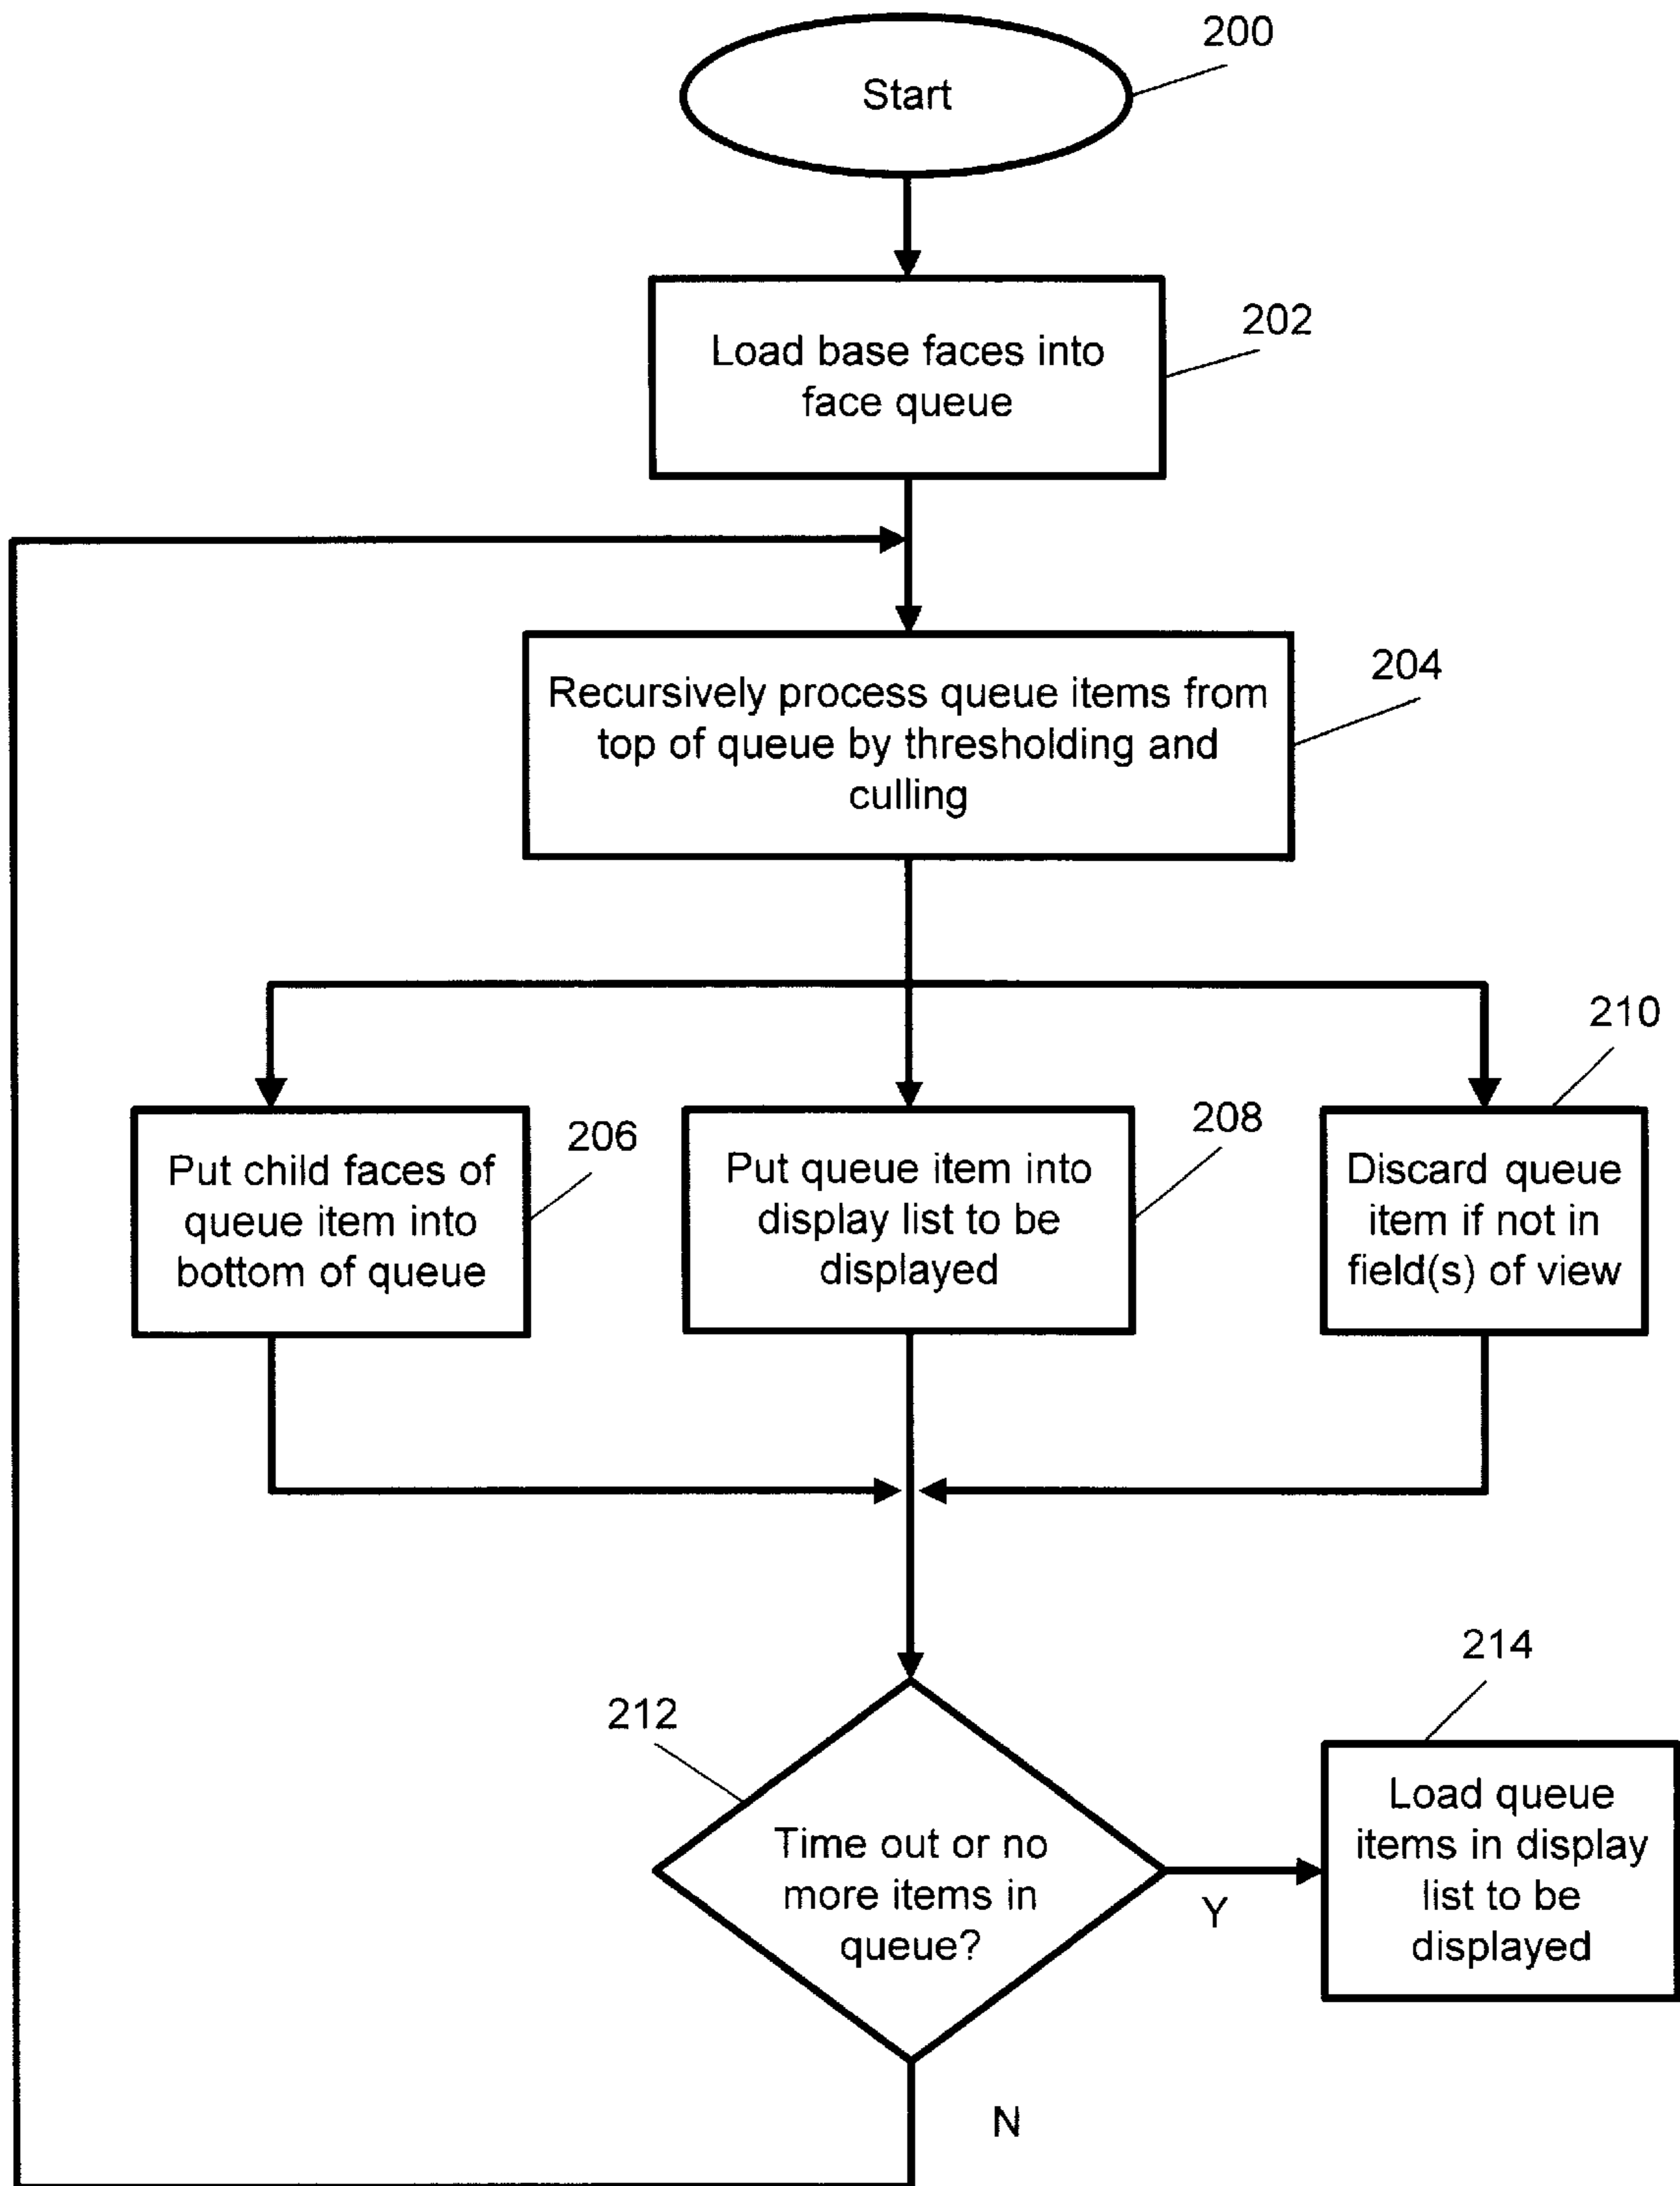 200
Start
202
Load base faces into
face queue
204
Recursively process queue items from
top of queue by thresholding and
culling
206
Put child faces of
queue item into
bottom of queue
208
Put queue item into
display list to be
displayed
210
Discard queue
item if not in
field(s) of view
212
Time out or no
more items in
queue?
Y
214
Load queue
items in display
list to be
displayed
N